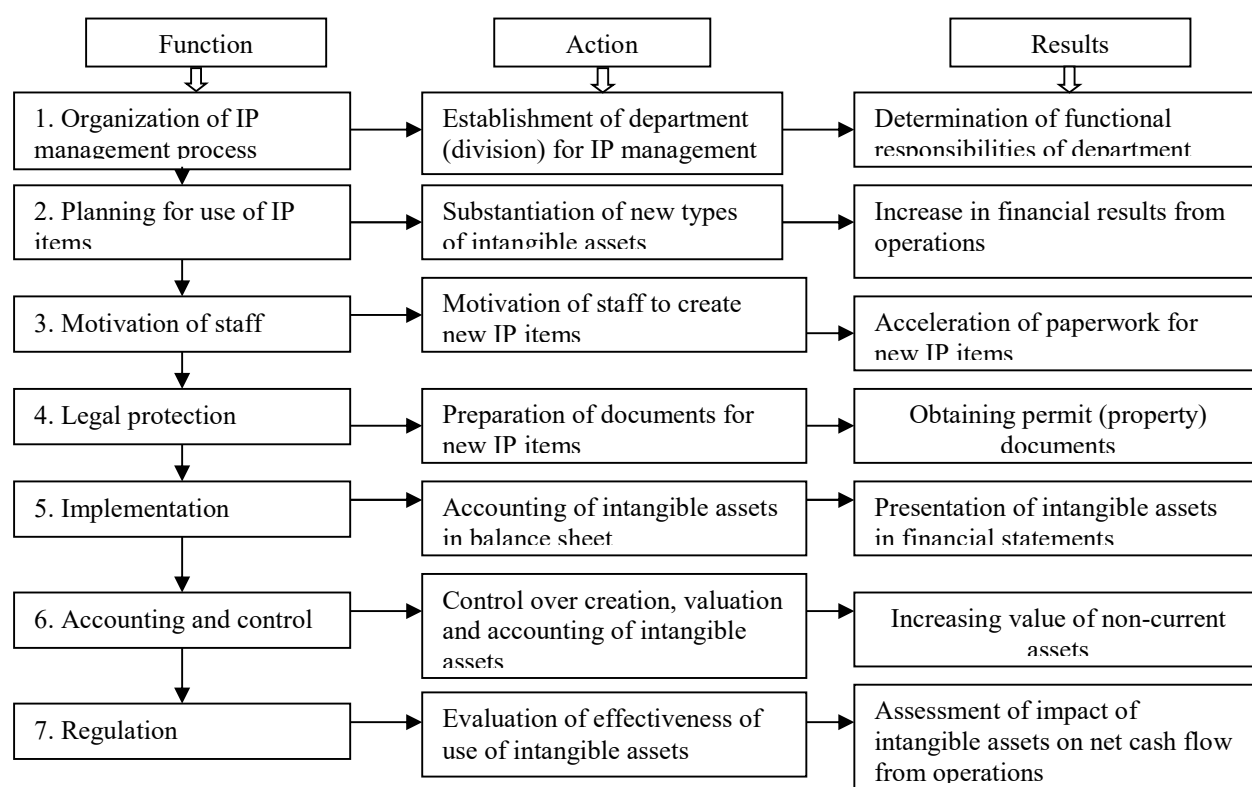 Function
Action
Results
1. Organization of IP
management process
Establishment of department
(division) for IP management
Determination of functional
responsibilities of department
2. Planning for use of IP
items
Substantiation of new types
of intangible assets
Increase in financial results from
operations
3. Motivation of staff
Motivation of staff to create
new IP items
Acceleration of paperwork for
new IP items
4. Legal protection
Preparation of documents for
new IP items
Obtaining permit (property)
documents
5. Implementation
Accounting of intangible assets
in balance sheet
Presentation of intangible assets
in financial statements
6. Accounting and control
Control over creation, valuation
and accounting of intangible
assets
Increasing value of non-current
assets
7. Regulation
Evaluation of effectiveness of
use of intangible assets
Assessment of impact of
intangible assets on net cash flow
from operations